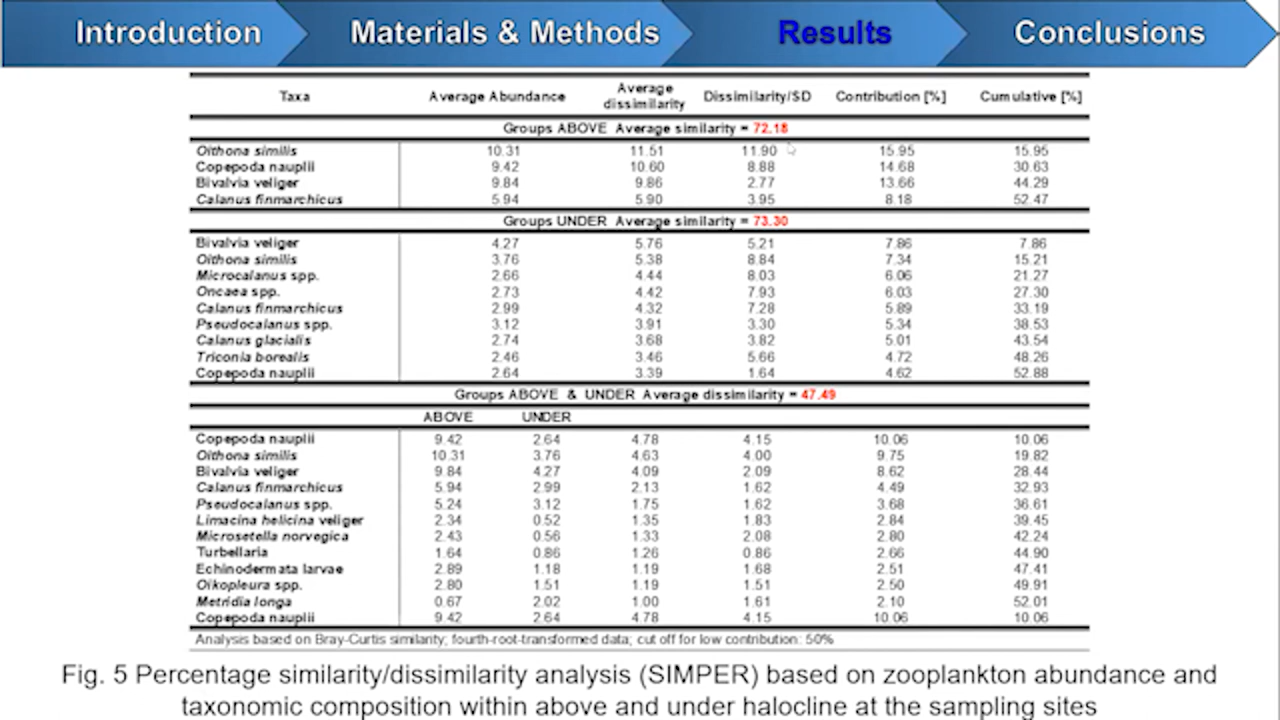 Introduction Materials & Methods Results Conclusions
Taxa Average Abundance Average dissimilarity Dissimilarity/SD Contribution [%] Cumulative [%]
Groups ABOVE Average similarity = 72.18
Oithona similis 10.31 11.51 11.90 15.95 15.95
Copepoda nauplii 9.42 10.60 8.88 14.68 30.63
Bivalvia veliger 9.84 9.86 2.77 13.66 44.29
Calanus finmarchicus 5.94 5.90 3.95 8.18 52.47
Groups UNDER Average similarity = 73.30
Bivalvia veliger 4.27 5.76 5.21 7.86 7.86
Oithona similis 3.76 5.38 8.84 7.34 15.21
Microcalanus spp. 2.66 4.44 8.03 6.06 21.27
Oncaea spp. 2.73 4.42 7.93 6.03 27.30
Calanus finmarchicus 2.99 4.32 7.28 5.89 33.19
Pseudocalanus spp. 3.12 3.91 3.30 5.34 38.53
Calanus glacialis 2.74 3.68 3.82 5.01 43.54
Triconia borealis 2.46 3.46 5.66 4.72 48.26
Copepoda nauplii 2.64 3.39 1.64 4.62 52.88
Groups ABOVE & UNDER Average dissimilarity = 47.49
ABOVE UNDER
Copepoda nauplii 9.42 2.64 4.78 4.15 10.06 10.06
Oithona similis 10.31 3.76 4.63 4.00 9.75 19.82
Bivalvia veliger 9.84 4.27 4.09 2.09 8.62 28.44
Calanus finmarchicus 5.94 2.99 2.13 1.62 4.49 32.93
Pseudocalanus spp. 5.24 3.12 1.75 1.62 3.68 36.61
Limacina helicina veliger 2.34 0.52 1.35 1.83 2.84 39.45
Microsetella norvegica 2.43 0.56 1.33 2.08 2.80 42.24
Turbellaria 1.64 0.86 1.26 0.86 2.66 44.90
Echinodermata larvae 2.89 1.18 1.19 1.68 2.51 47.41
Oikopleura spp. 2.80 1.51 1.19 1.51 2.50 49.91
Metridia longa 0.67 2.02 1.00 1.61 2.10 52.01
Copepoda nauplii 9.42 2.64 4.78 4.15 10.06 10.06
Analysis based on Bray-Curtis similarity; fourth-root-transformed data; cut off for low contribution: 50%
Fig. 5 Percentage similarity/dissimilarity analysis (SIMPER) based on zooplankton abundance and
taxonomic composition within above and under halocline at the sampling sites